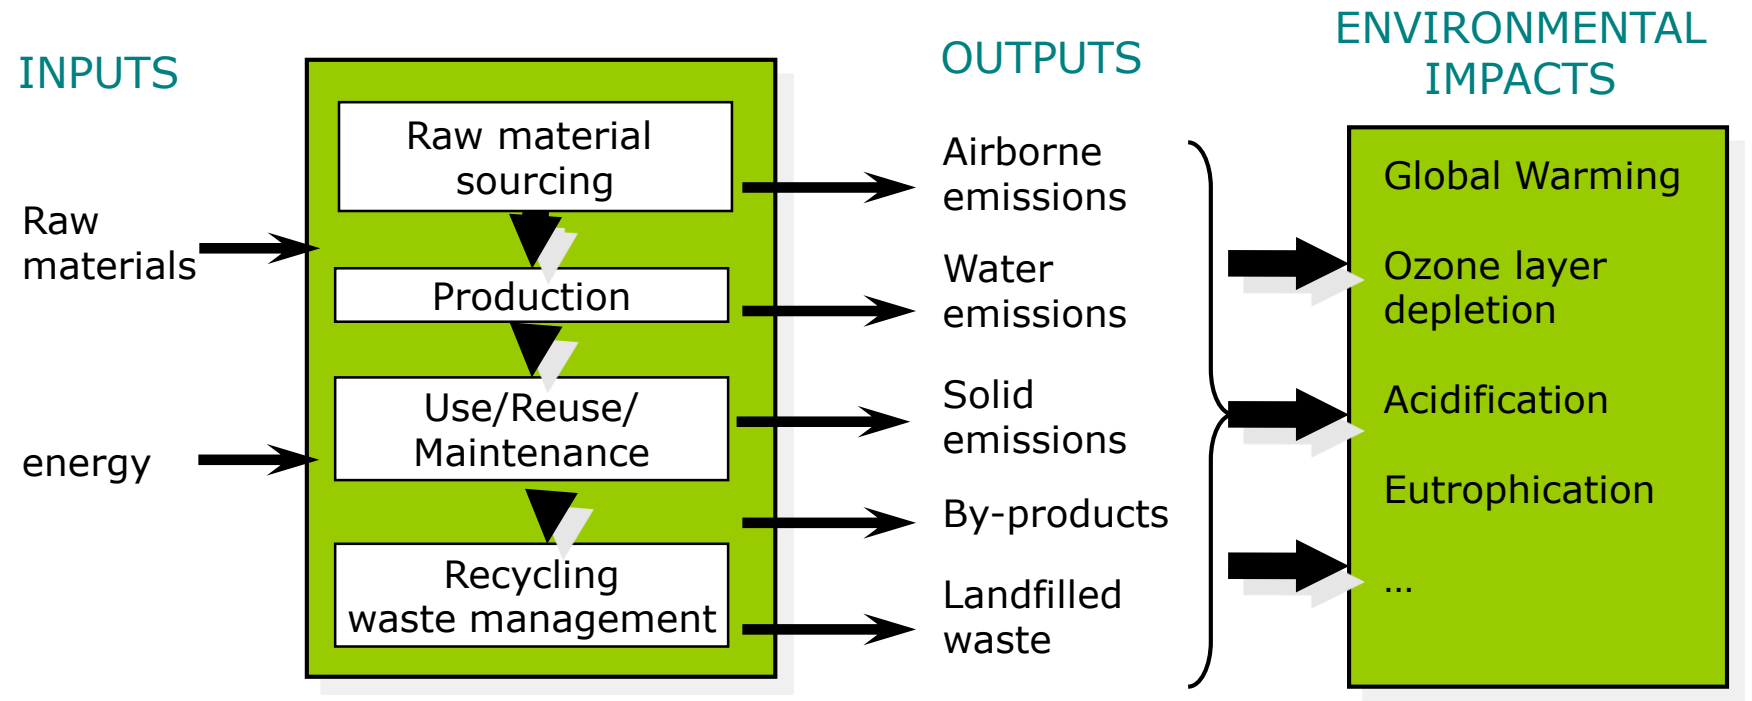 INPUTS
Raw
materials
energy
Raw material
sourcing
Production
Use/Reuse/
Maintenance
Recycling
waste management
OUTPUTS
Airborne
emissions
Water
emissions
Solid
emissions
By-products
Landfilled
waste
ENVIRONMENTAL
IMPACTS
Global Warming
Ozone layer
depletion
Acidification
Eutrophication
...